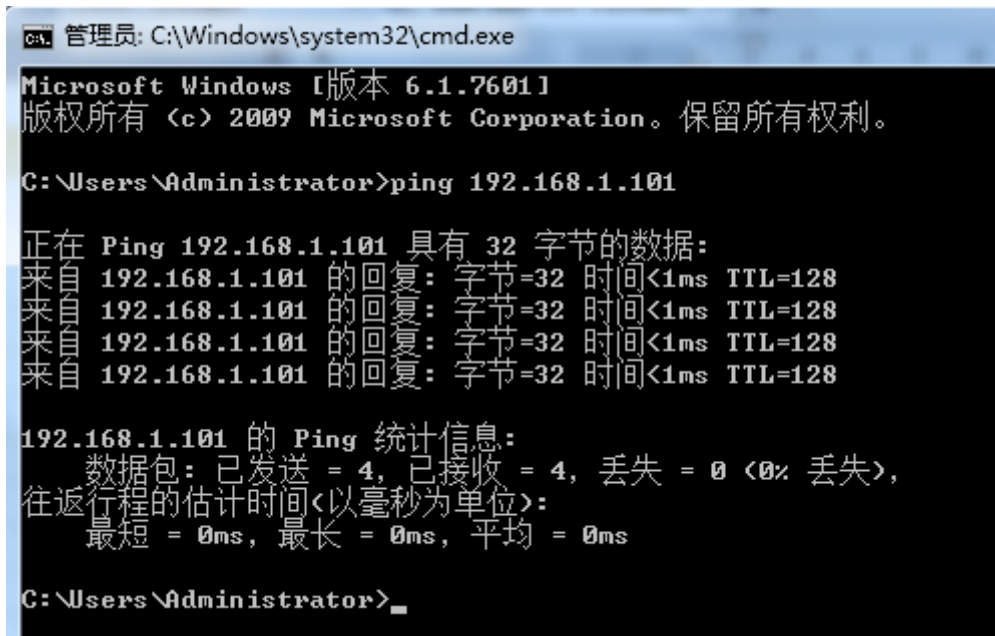 管理员: C:\Windows\system32\cmd.exe
Microsoft Windows [版本 6.1.7601]
版权所有 (c) 2009 Microsoft Corporation。保留所有权利。
C:\Users\Administrator>ping 192.168.1.101
正在 Ping 192.168.1.101 具有 32 字节的数据:
来自 192.168.1.101 的回复: 字节=32 时间<1ms TTL=128
来自 192.168.1.101 的回复: 字节=32 时间<1ms TTL=128
来自 192.168.1.101 的回复: 字节=32 时间<1ms TTL=128
来自 192.168.1.101 的回复: 字节=32 时间<1ms TTL=128
192.168.1.101 的 Ping 统计信息:
数据包: 已发送 = 4, 已接收 = 4, 丢失 = 0 (0% 丢失),
往返行程的估计时间(以毫秒为单位):
最短 = 0ms, 最长 = 0ms, 平均 = 0ms
C:\Users\Administrator>_